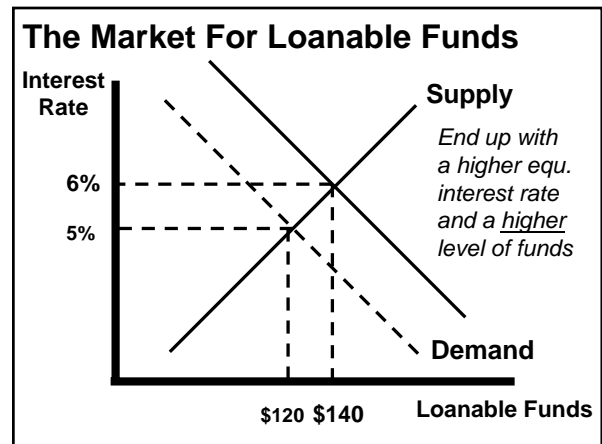 The Market For Loanable Funds
Interest
Rate
Supply
End up with
a higher equ.
interest rate
and a higher
level of funds
6%
5%
Demand
$120 $140 Loanable Funds